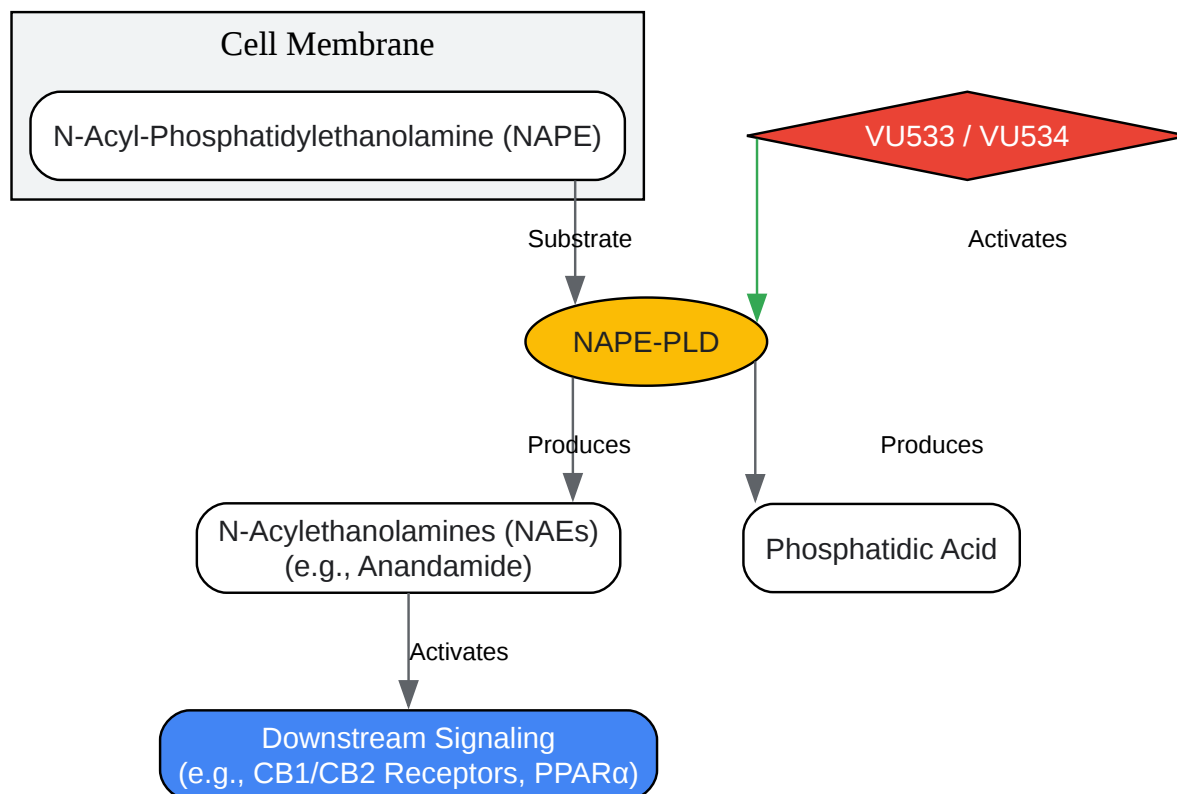 Cell Membrane
N-Acyl-Phosphatidylethanolamine (NAPE)
VU533 / VU534
Substrate
Activates
NAPE-PLD
Produces
Produces
N-Acylethanolamines (NAEs)
(e.g., Anandamide)
Phosphatidic Acid
Activates
Downstream Signaling
(e.g., CB1/CB2 Receptors, PPARα)